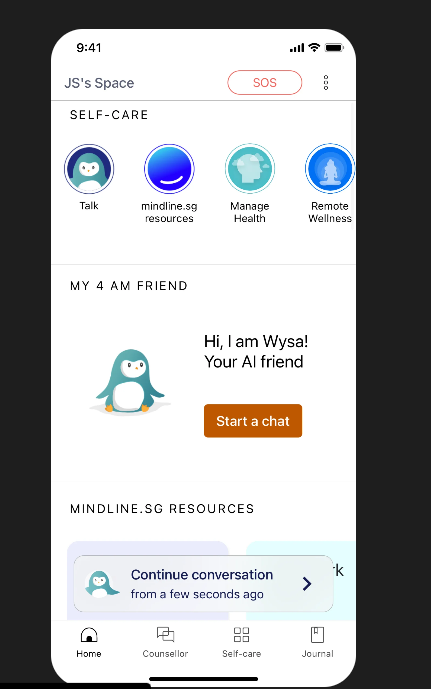 9:41
JS's Space
SOS
SELF-CARE
Talk
mindline.sg
resources
Manage
Health
Remote
Wellness
MY 4 AM FRIEND
Hi, I am Wysa!
Your AI friend
Start a chat
MINDLINE.SG RESOURCES
Continue conversation
from a few seconds ago
Home
Counsellor
Self-care
Journal